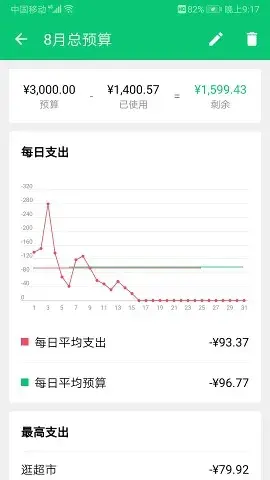 中国移动 82% 晚上9:17
8月总预算
¥3,000.00 - ¥1,400.57 = ¥1,599.43
预算 已使用 剩余
每日支出
-320
-280
-240
-200
-160
-120
-80
-40
0
1 3 5 7 9 11 13 15 17 19 21 23 25 27 29 31
每日平均支出 -¥93.37
每日平均预算 -¥96.77
最高支出
逛超市 -¥79.92